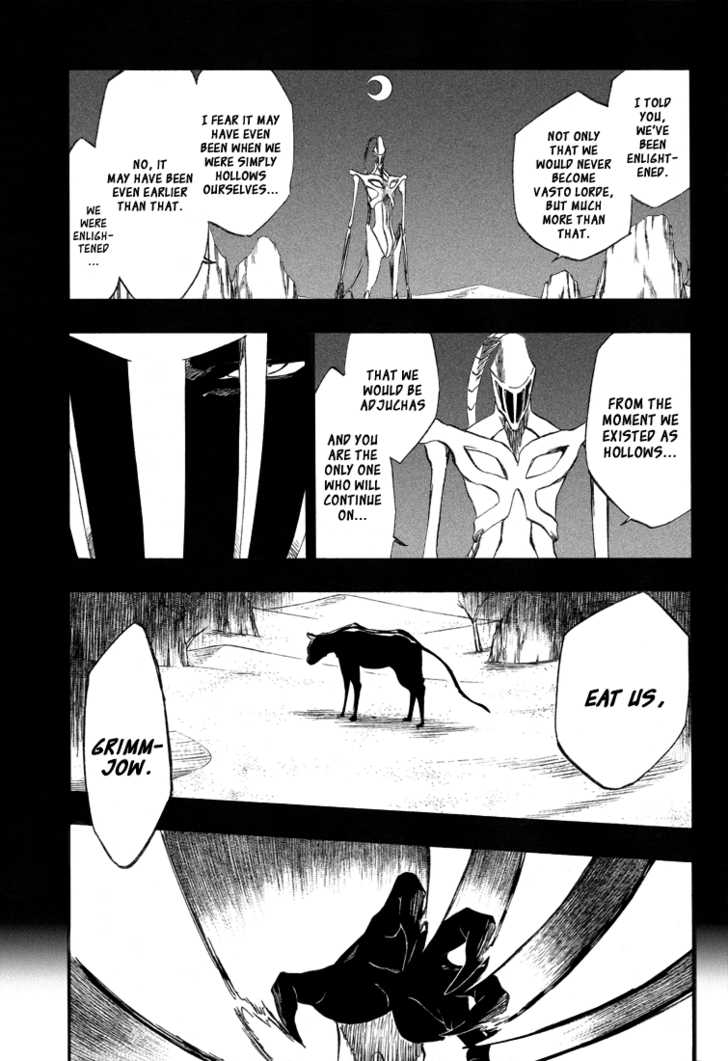 I TOLD
YOU,
WE'VE
BEEN
ENLIGHT-
ENED.
NOT ONLY
THAT WE
WOULD NEVER
BECOME
VASTO LORDE,
BUT MUCH
MORE THAN
THAT.
I FEAR IT MAY
HAVE EVEN
BEEN WHEN WE
WERE SIMPLY
HOLLOWS
OURSELVES...
NO, IT
MAY HAVE BEEN
EVEN EARLIER
THAN THAT.
WE
WERE
ENLIGH-
TENED
...
FROM THE
MOMENT WE
EXISTED AS
HOLLOWS...
THAT WE
WOULD BE
ADJUCHAS
AND YOU
ARE THE
ONLY ONE
WHO WILL
CONTINUE
ON...
EAT US,
GRIMM-
JOW.